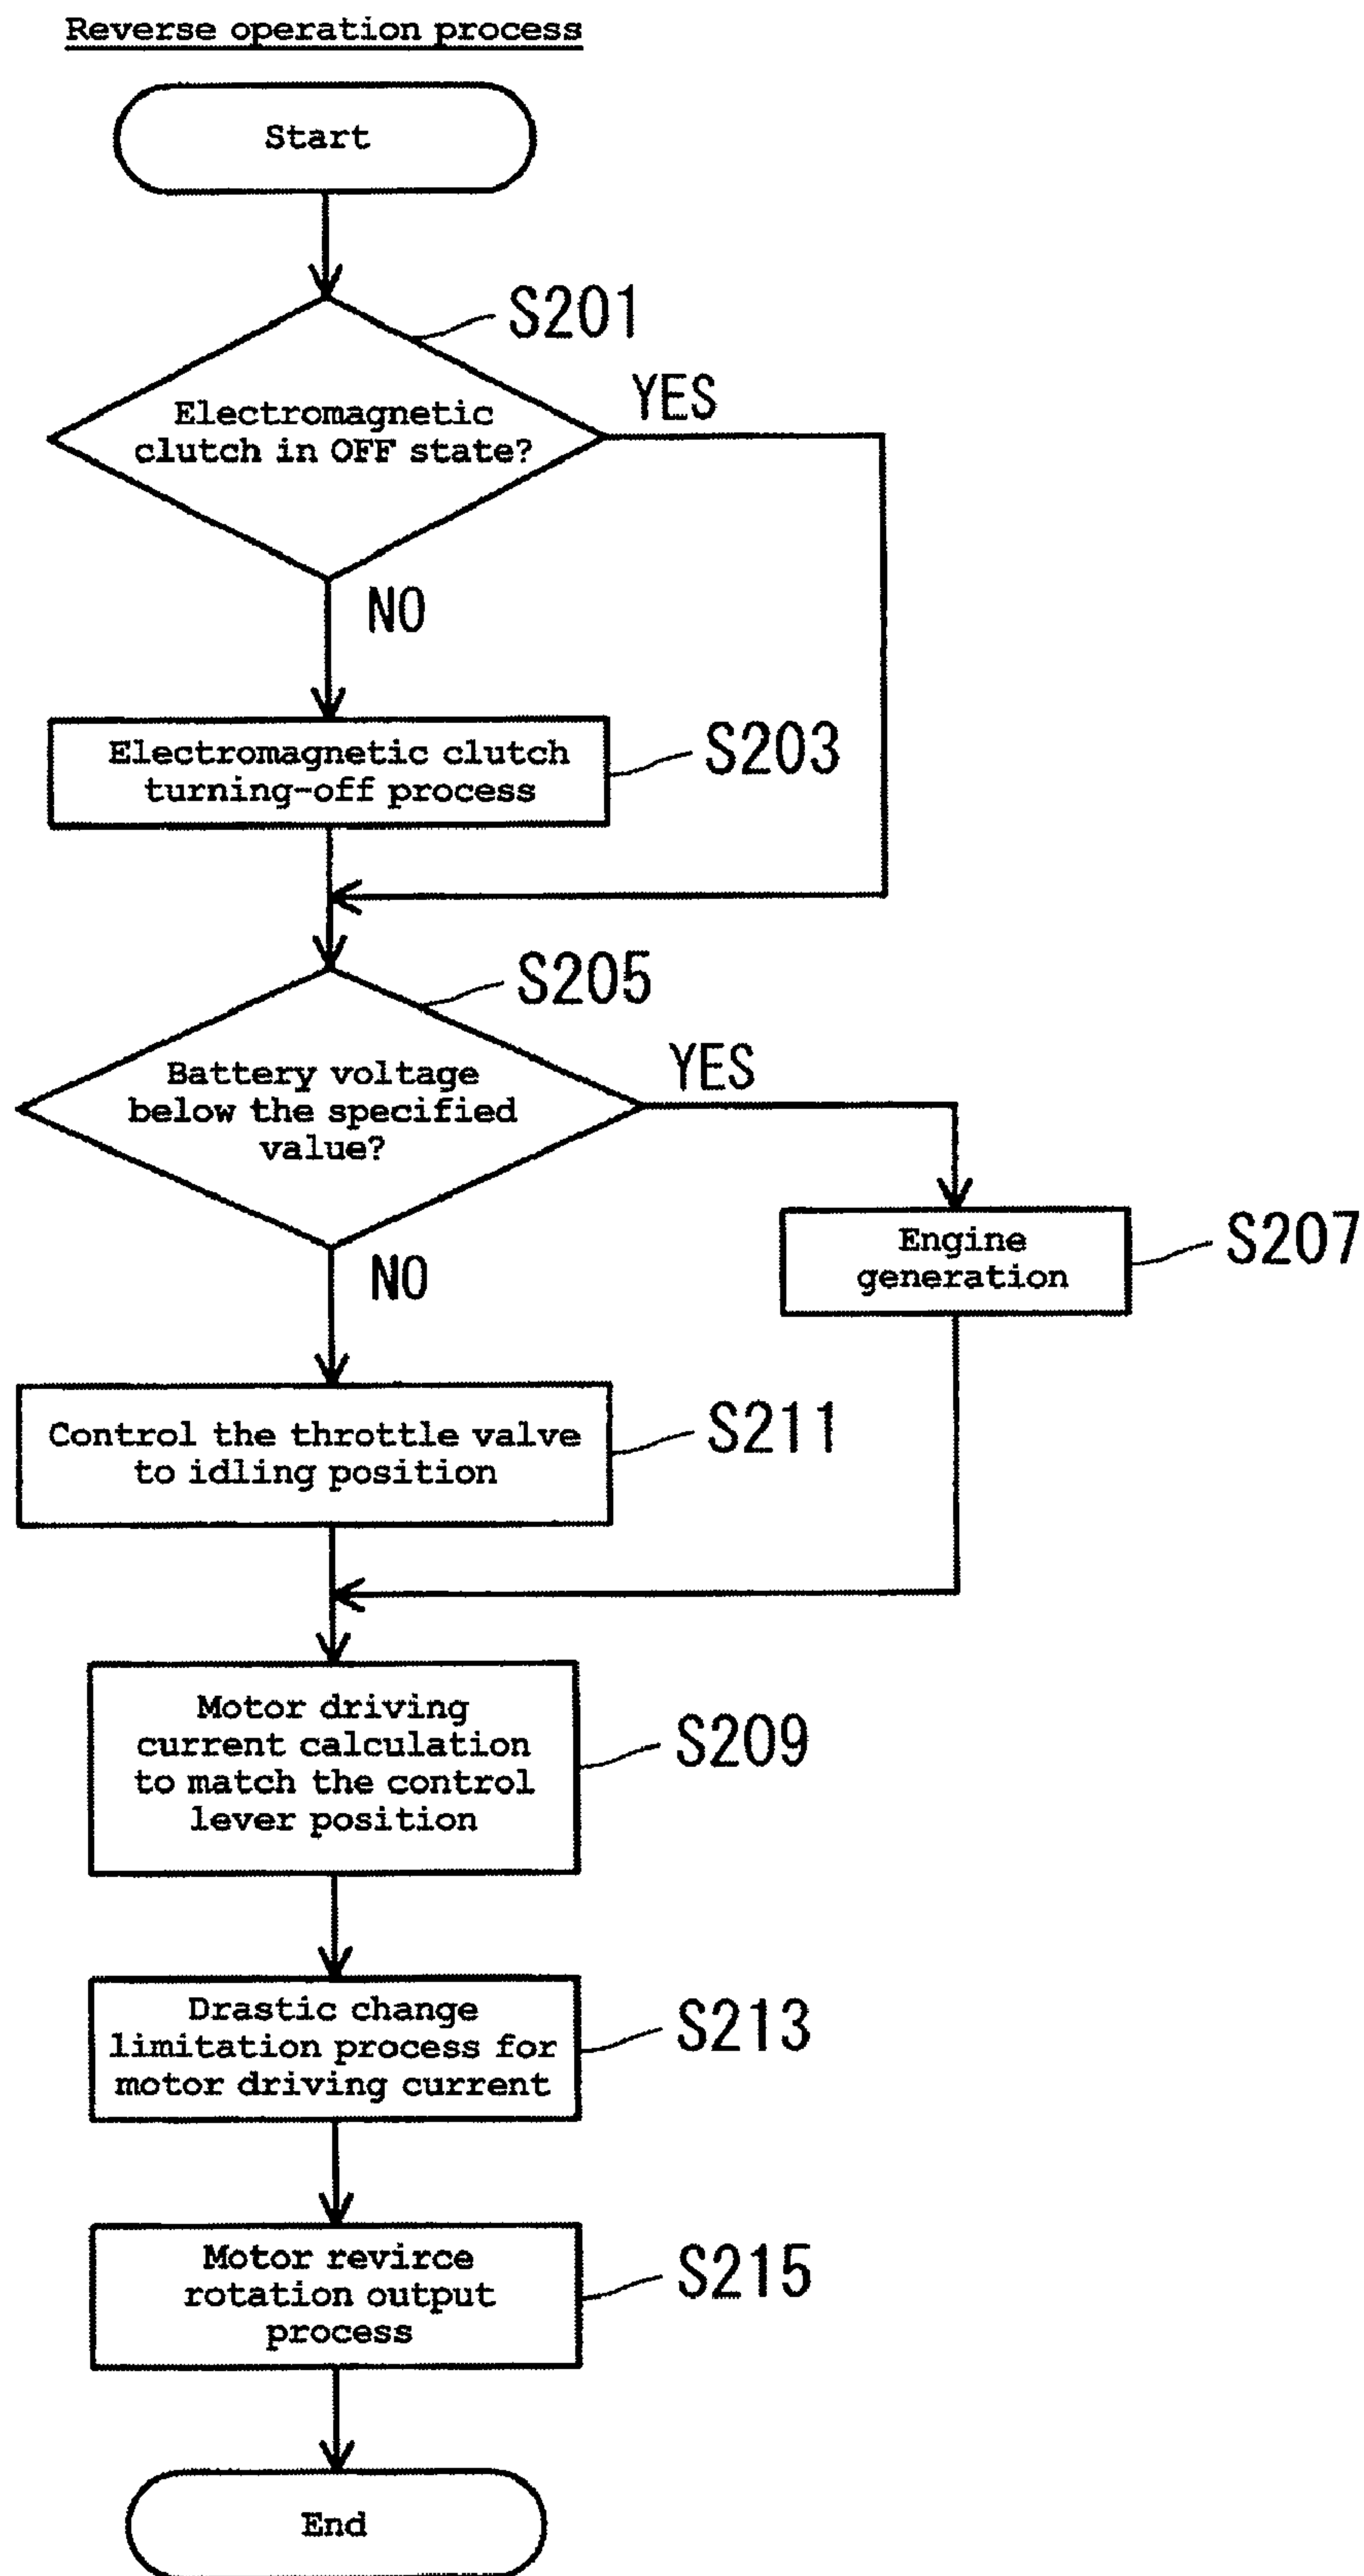 Reverse operation process
Start
S201
Electromagnetic
clutch in OFF state?
YES
NO
Electromagnetic clutch
turning-off process
S203
S205
Battery voltage
below the specified
value?
YES
NO
Engine
generation
S207
Control the throttle valve
to idling position
S211
Motor driving
current calculation
to match the control
lever position
S209
Drastic change
limitation process for
motor driving current
S213
Motor revirce
rotation output
process
S215
End